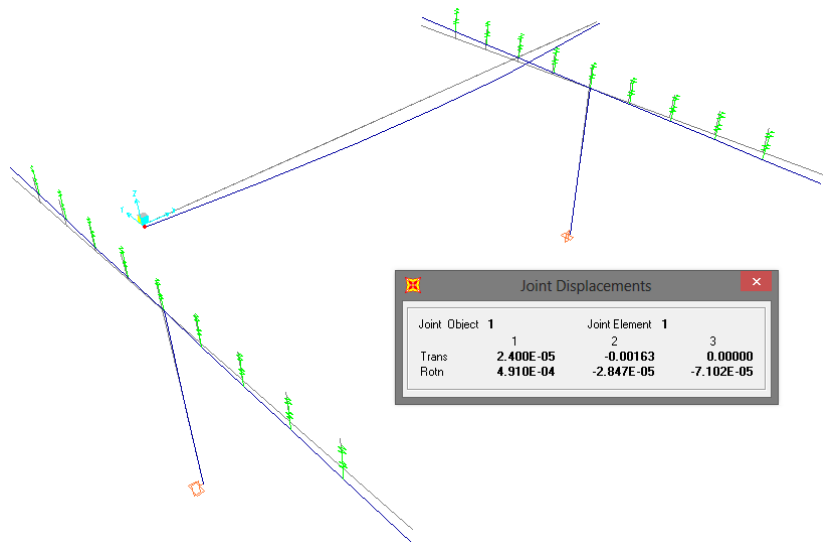 Joint Displacements
Joint Object 1 Joint Element 1
1 2 3
Trans 2.400E-05 -0.00163 0.00000
Rotn 4.910E-04 -2.847E-05 -7.102E-05